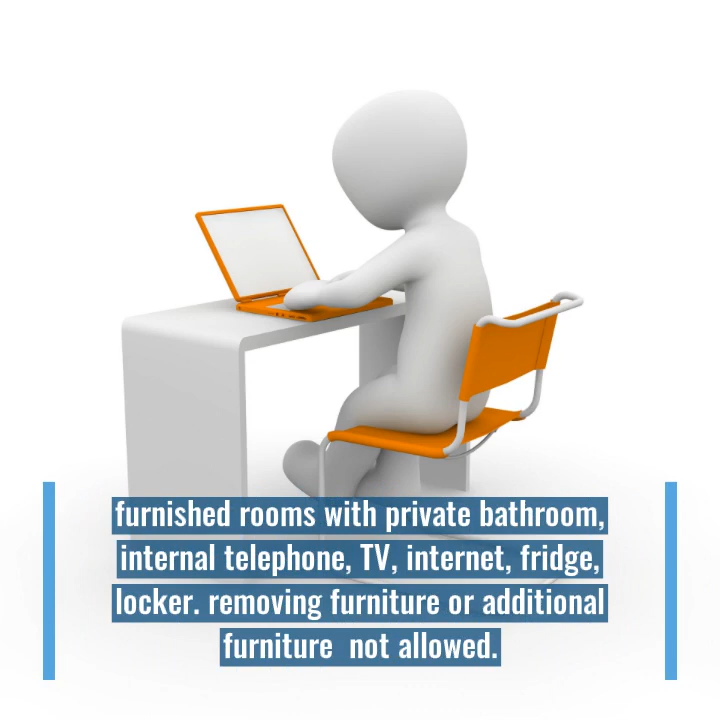 furnished rooms with private bathroom,
internal telephone, TV, internet, fridge,
locker. removing furniture or additional
furniture  not allowed.